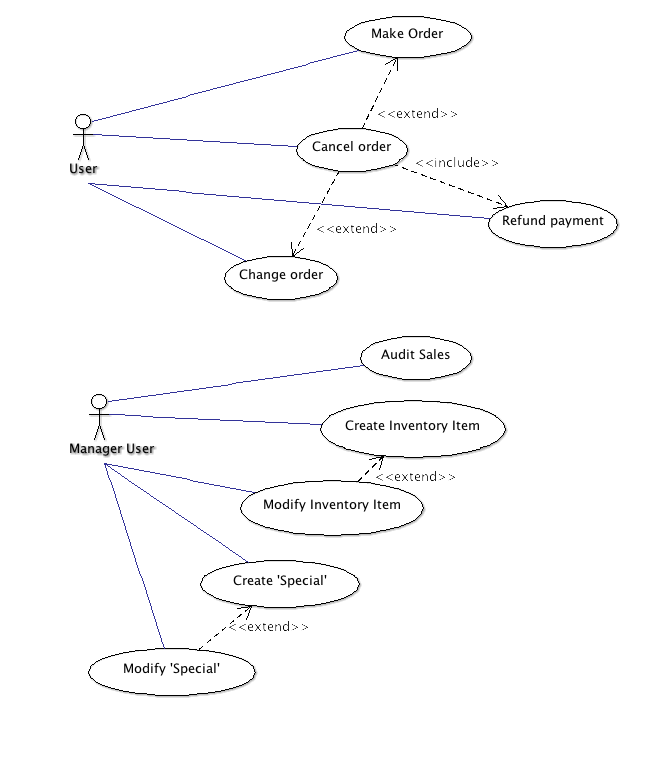 Make Order
<<extend>>
Cancel order
<<include>>
User
Refund payment
<<extend>>
Change order
Audit Sales
Create Inventory Item
Manager User
<<extend>>
Modify Inventory Item
Create 'Special'
<<extend>>
Modify 'Special'